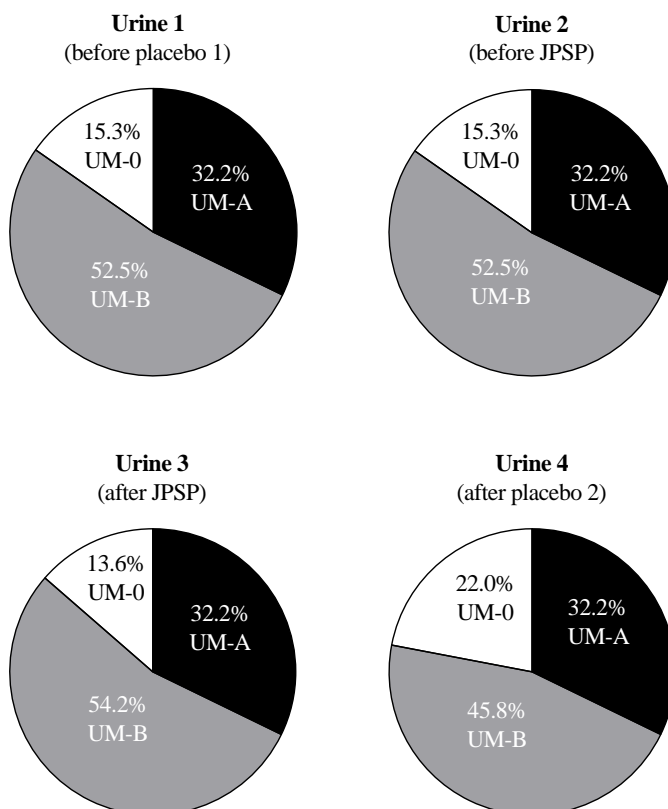 Urine 1
(before placebo 1)
15.3%
UM-0
32.2%
UM-A
52.5%
UM-B
Urine 2
(before JPSP)
15.3%
UM-0
32.2%
UM-A
52.5%
UM-B
Urine 3
(after JPSP)
13.6%
UM-0
32.2%
UM-A
54.2%
UM-B
Urine 4
(after placebo 2)
22.0%
UM-0
32.2%
UM-A
45.8%
UM-B